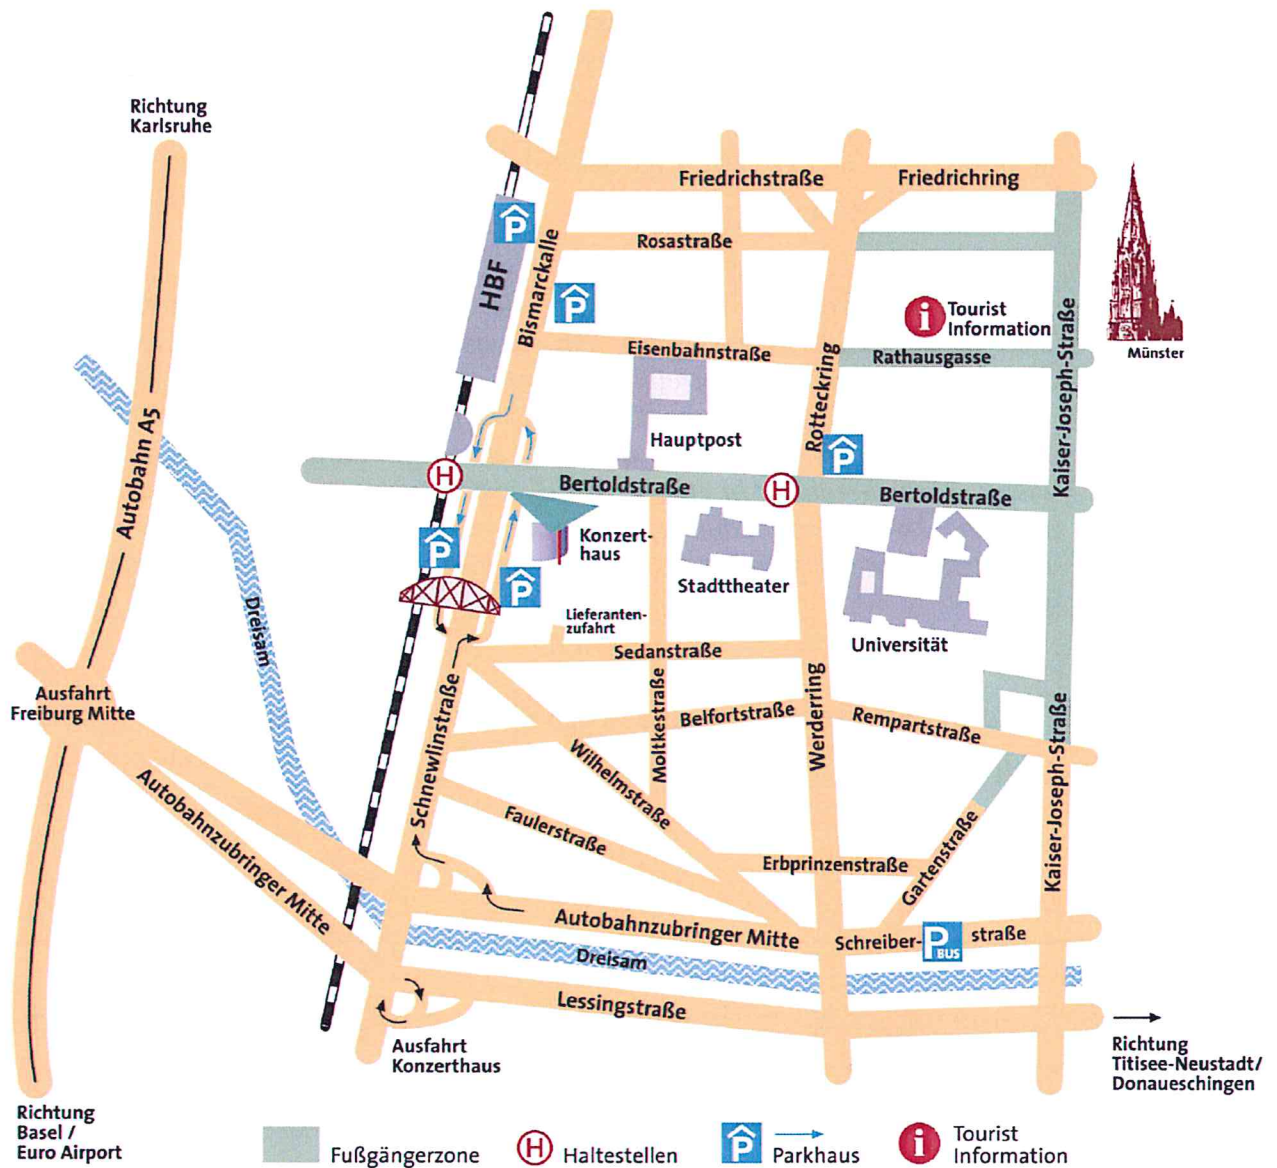 Richtung
Karlsruhe
Friedrichstraße
Friedrichring
P
Rosastraße
HBF
Bismarckalle
P
i
Tourist
Information
Münster
Eisenbahnstraße
Rathausgasse
Rotteckring
Kaiser-Joseph-Straße
Autobahn A5
Hauptpost
P
H
Bertoldstraße
H
Bertoldstraße
P
Konzert-
haus
Stadttheater
P
Lieferanten-
zufahrt
Dreisam
Universität
Sedanstraße
Ausfahrt
Freiburg Mitte
Schnewlinstraße
Moltkestraße
Belfortstraße
Werderring
Rempartstraße
Kaiser-Joseph-Straße
Wilhelmstraße
Autobahnzubringer Mitte
Faulerstraße
Erbprinzenstraße
Gartenstraße
Autobahnzubringer Mitte
Schreiber-
P
BUS
straße
Dreisam
Lessingstraße
Ausfahrt
Konzerthaus
Richtung
Titisee-Neustadt/
Donaueschingen
Richtung
Basel /
Euro Airport
Fußgängerzone
H
Haltestellen
P
Parkhaus
i
Tourist
Information